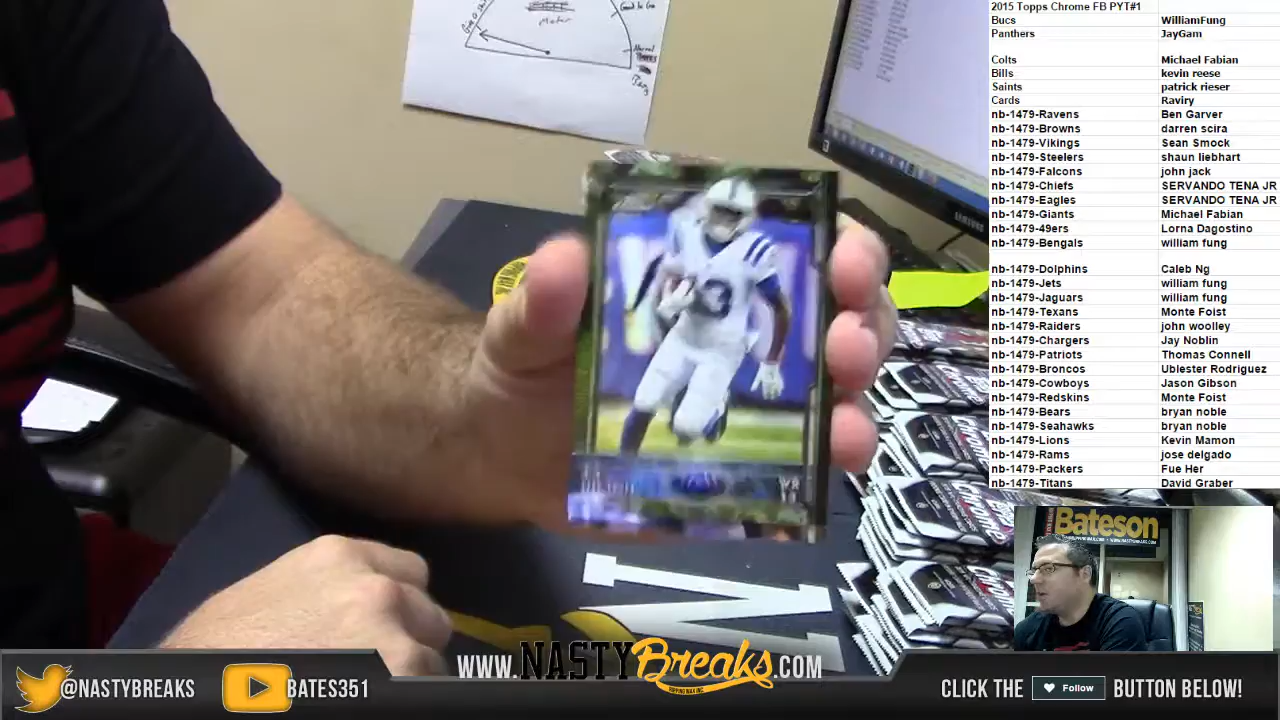 2015 Topps Chrome FB PYT#1
Bucs WilliamFung
Panthers JayGam
Colts Michael Fabian
Bills kevin reese
Saints patrick rieser
Cards Raviry
nb-1479-Ravens Ben Garver
nb-1479-Browns darren scira
nb-1479-Vikings Sean Smock
nb-1479-Steelers shaun liebhart
nb-1479-Falcons john jack
nb-1479-Chiefs SERVANDO TENA JR
nb-1479-Eagles SERVANDO TENA JR
nb-1479-Giants Michael Fabian
nb-1479-49ers Lorna Dagostino
nb-1479-Bengals william fung
nb-1479-Dolphins Caleb Ng
nb-1479-Jets william fung
nb-1479-Jaguars william fung
nb-1479-Texans Monte Foist
nb-1479-Raiders john woolley
nb-1479-Chargers Jay Noblin
nb-1479-Patriots Thomas Connell
nb-1479-Broncos Ublester Rodriguez
nb-1479-Cowboys Jason Gibson
nb-1479-Redskins Monte Foist
nb-1479-Bears bryan noble
nb-1479-Seahawks bryan noble
nb-1479-Lions Kevin Mamon
nb-1479-Rams jose delgado
nb-1479-Packers Fue Her
nb-1479-Titans David Graber
Meter
SAMSUNG
13
WR
Chrome
Bateson
@NASTYBREAKS
BATES351
WWW.NASTYBreaks.COM
CLICK THE Follow BUTTON BELOW!